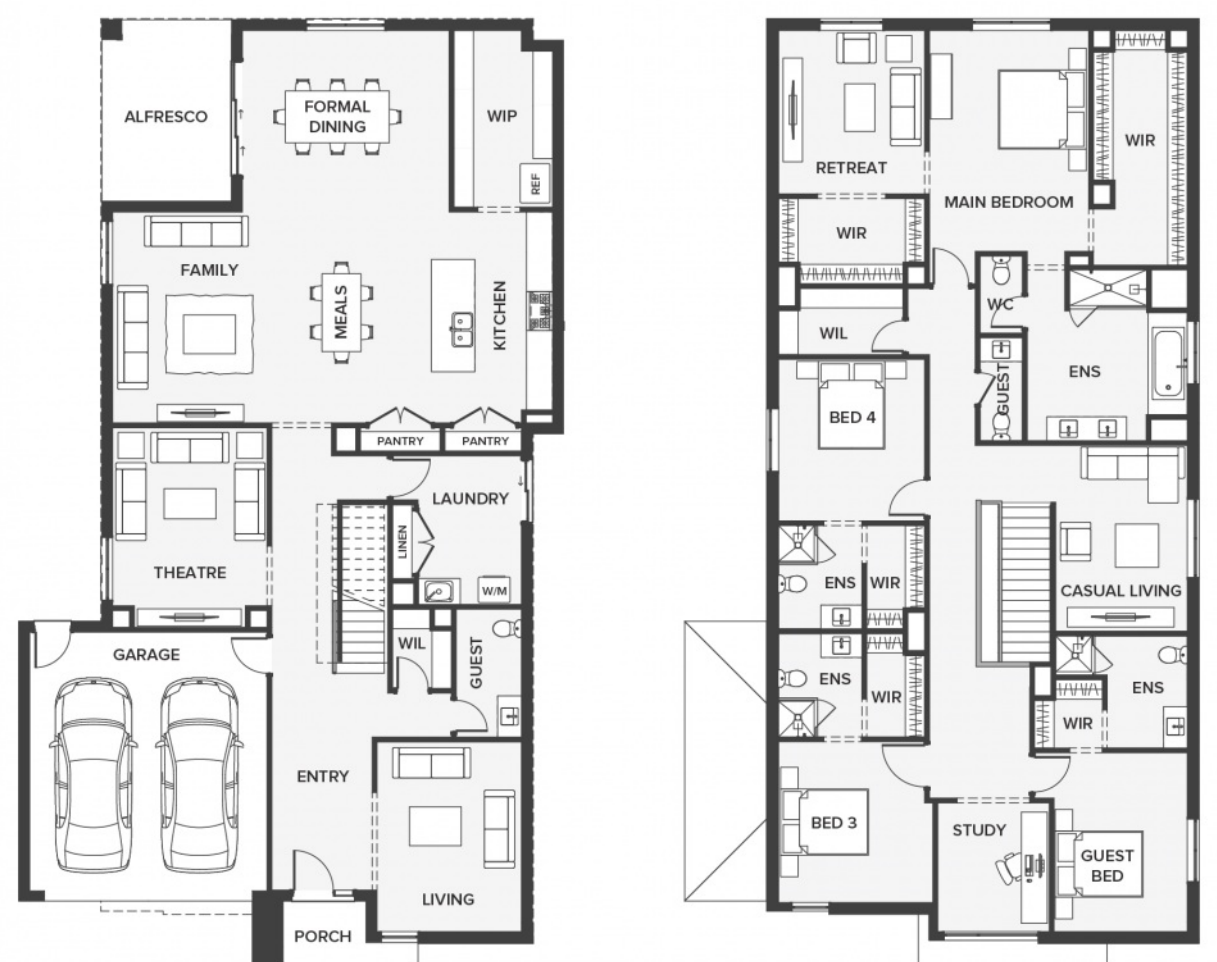 ALFRESCO
FORMAL
DINING
WIP
REF
FAMILY
MEALS
KITCHEN
PANTRY
PANTRY
LAUNDRY
LINEN
THEATRE
W/M
WIL
GUEST
GARAGE
ENTRY
LIVING
PORCH
RETREAT
WIR
MAIN BEDROOM
WIR
WC
WIL
GUEST
ENS
BED 4
ENS
WIR
CASUAL LIVING
ENS
WIR
ENS
WIR
BED 3
STUDY
GUEST
BED